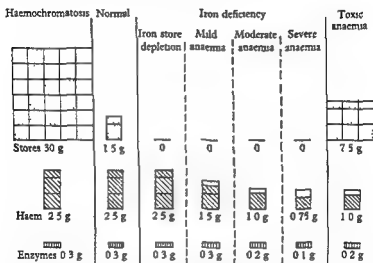 Haemochromatosis Normal Iron deficiency Toxic anaemia
Iron store depletion Mild anaemia Moderate anaemia Severe anaemia
Stores 30 g 1 5 g 0 0 0 0 7 5 g
Haem 2 5 g 2 5 g 2 5 g 1 5 g 1 0 g 0 75 g 1 0 g
Enzymes 0 3 g 0 3 g 0 3 g 0 3 g 0 2 g 0 1 g 0 2 g